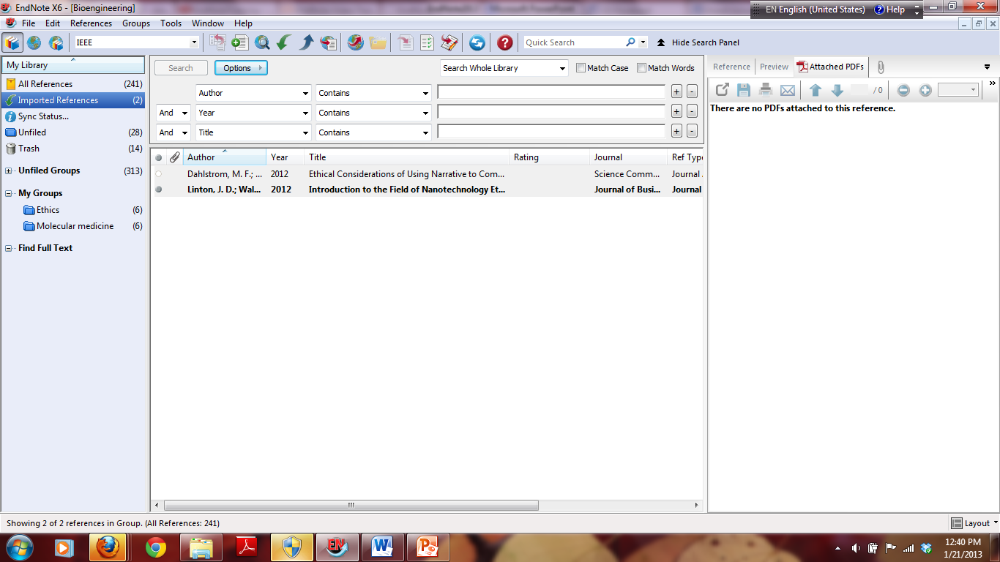 EndNote X6 - [Bioengineering]
EN English (United States) Help
File Edit References Groups Tools Window Help
IEEE
Quick Search
Hide Search Panel
My Library
All References (241)
Imported References (2)
Sync Status...
Unfiled (28)
Trash (14)
Unfiled Groups (313)
My Groups
Ethics (6)
Molecular medicine (6)
Find Full Text
Search Options Search Whole Library Match Case Match Words
Author Contains + -
And Year Contains + -
And Title Contains + -
Author Year Title Rating Journal Ref Type
Dahlstrom, M. F.; ... 2012 Ethical Considerations of Using Narrative to Com... Science Comm... Journal
Linton, J. D.; Wal... 2012 Introduction to the Field of Nanotechnology Et... Journal of Busi... Journal
Reference Preview Attached PDFs
/ 0
There are no PDFs attached to this reference.
Showing 2 of 2 references in Group. (All References: 241)
Layout
12:40 PM
1/21/2013